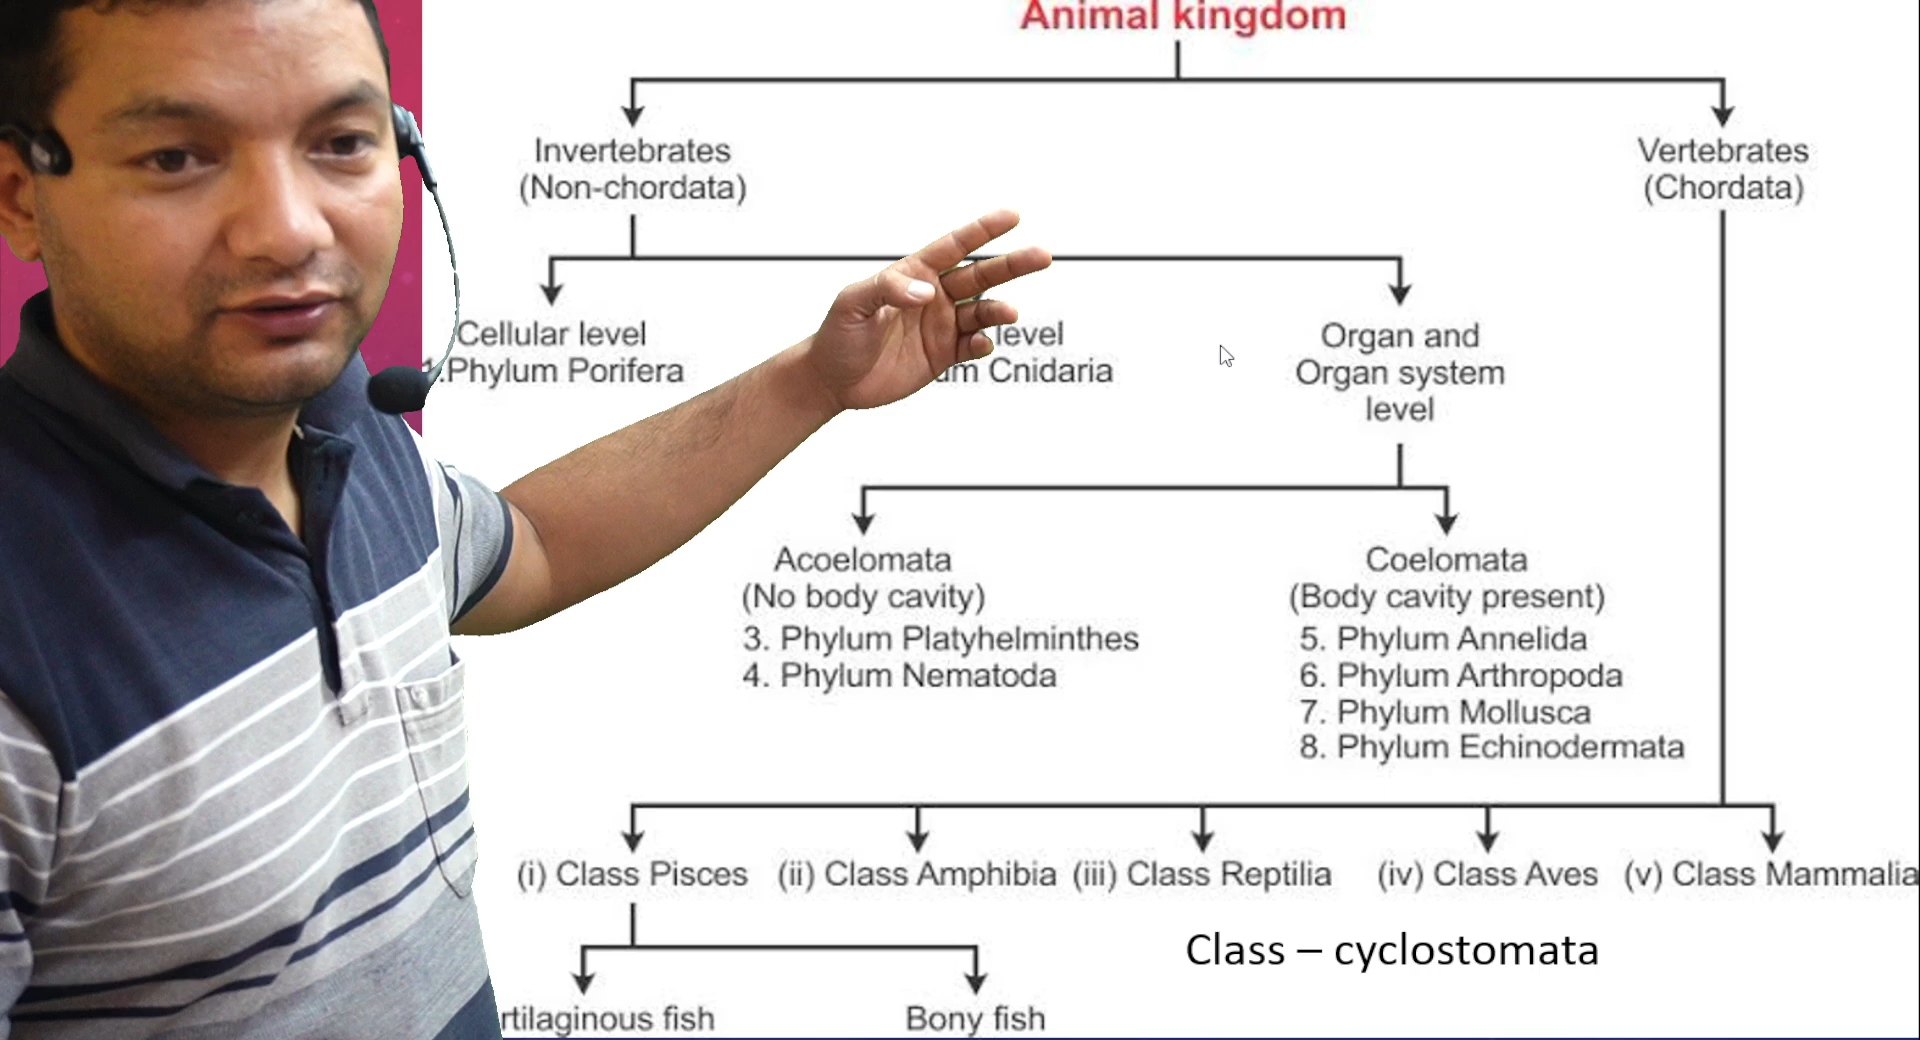 Animal kingdom
Invertebrates
(Non-chordata)
Vertebrates
(Chordata)
Cellular level
Phylum Porifera
level
Cnidaria
Organ and
Organ system
level
Acoelomata
(No body cavity)
3. Phylum Platyhelminthes
4. Phylum Nematoda
Coelomata
(Body cavity present)
5. Phylum Annelida
6. Phylum Arthropoda
7. Phylum Mollusca
8. Phylum Echinodermata
(i) Class Pisces
(ii) Class Amphibia
(iii) Class Reptilia
(iv) Class Aves
(v) Class Mammalia
Class – cyclostomata
fish
Bony fish